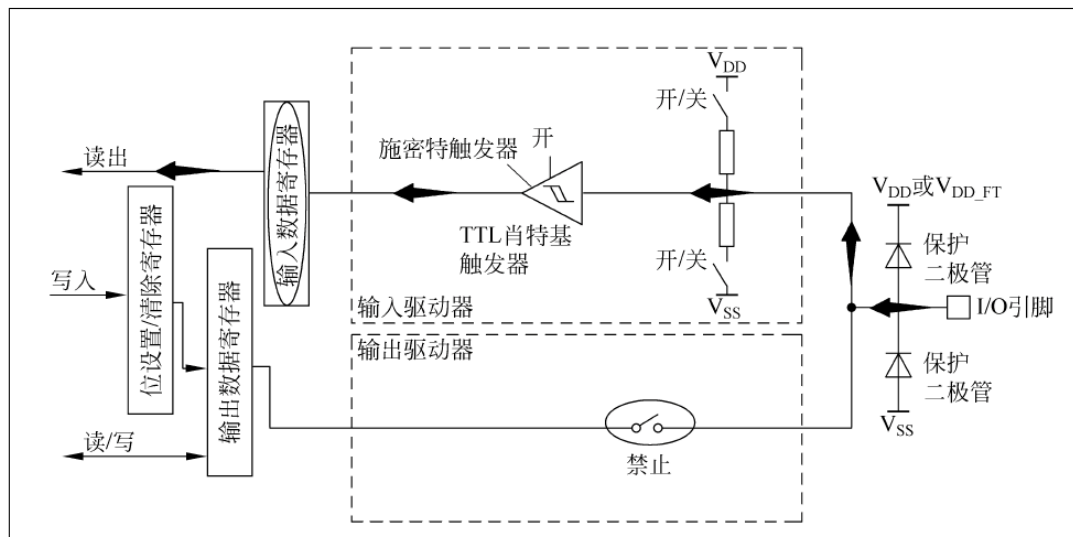 V_DD
开/关
开
施密特触发器
TTL肖特基
触发器
开/关
V_SS
输入驱动器
读出
输入数据寄存器
写入
位设置/清除寄存器
输出数据寄存器
读/写
输出驱动器
禁止
V_DD或V_DD_FT
保护
二极管
I/O引脚
保护
二极管
V_SS